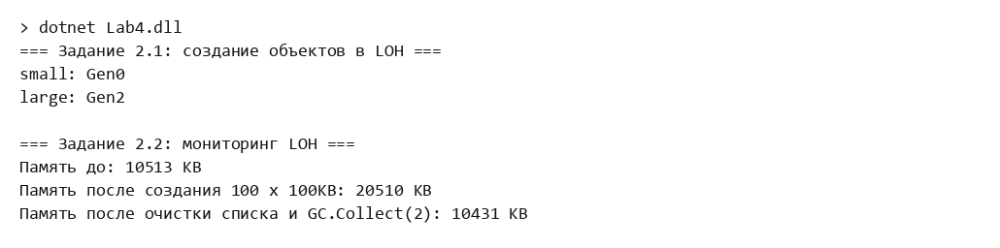 > dotnet Lab4.dll
=== Задание 2.1: создание объектов в LOH ===
small: Gen0
large: Gen2
=== Задание 2.2: мониторинг LOH ===
Память до: 10513 KB
Память после создания 100 x 100KB: 20510 KB
Память после очистки списка и GC.Collect(2): 10431 KB